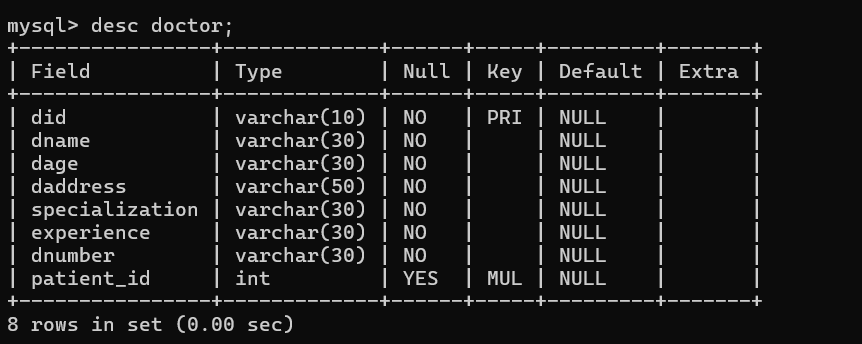 mysql> desc doctor;
+----------------+-------------+------+-----+---------+-------+
| Field          | Type        | Null | Key | Default | Extra |
+----------------+-------------+------+-----+---------+-------+
| did            | varchar(10) | NO   | PRI | NULL    |       |
| dname          | varchar(30) | NO   |     | NULL    |       |
| dage           | varchar(30) | NO   |     | NULL    |       |
| daddress       | varchar(50) | NO   |     | NULL    |       |
| specialization | varchar(30) | NO   |     | NULL    |       |
| experience     | varchar(30) | NO   |     | NULL    |       |
| dnumber        | varchar(30) | NO   |     | NULL    |       |
| patient_id     | int         | YES  | MUL | NULL    |       |
+----------------+-------------+------+-----+---------+-------+
8 rows in set (0.00 sec)